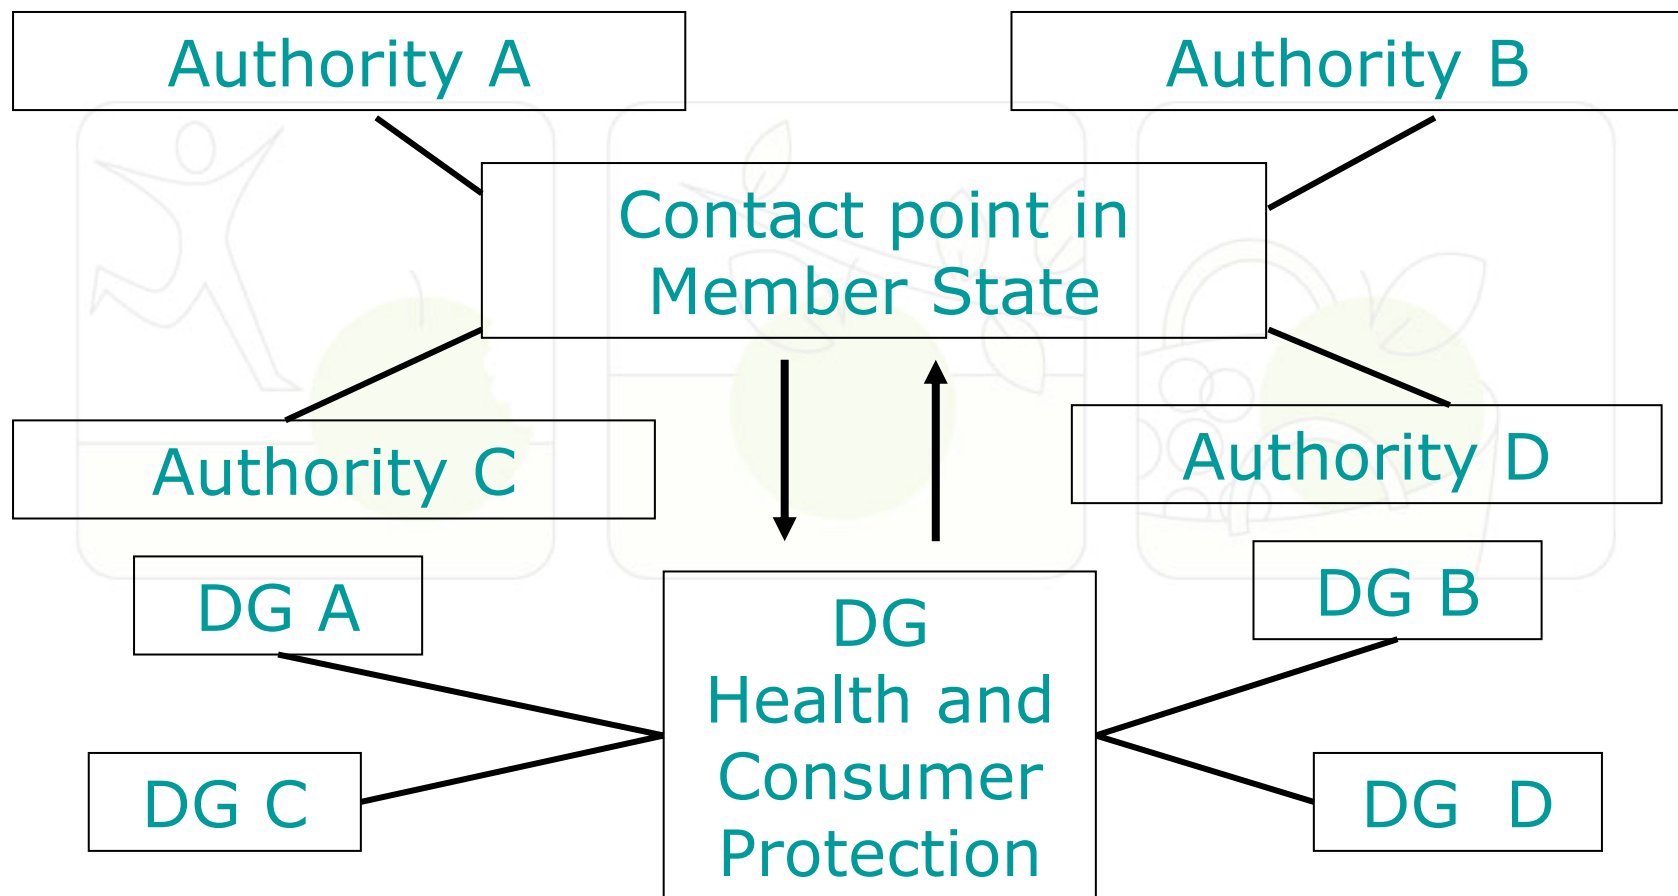 Authority A
Authority B
Contact point in
Member State
Authority C
Authority D
DG A
DG B
DG
Health and
Consumer
Protection
DG C
DG D